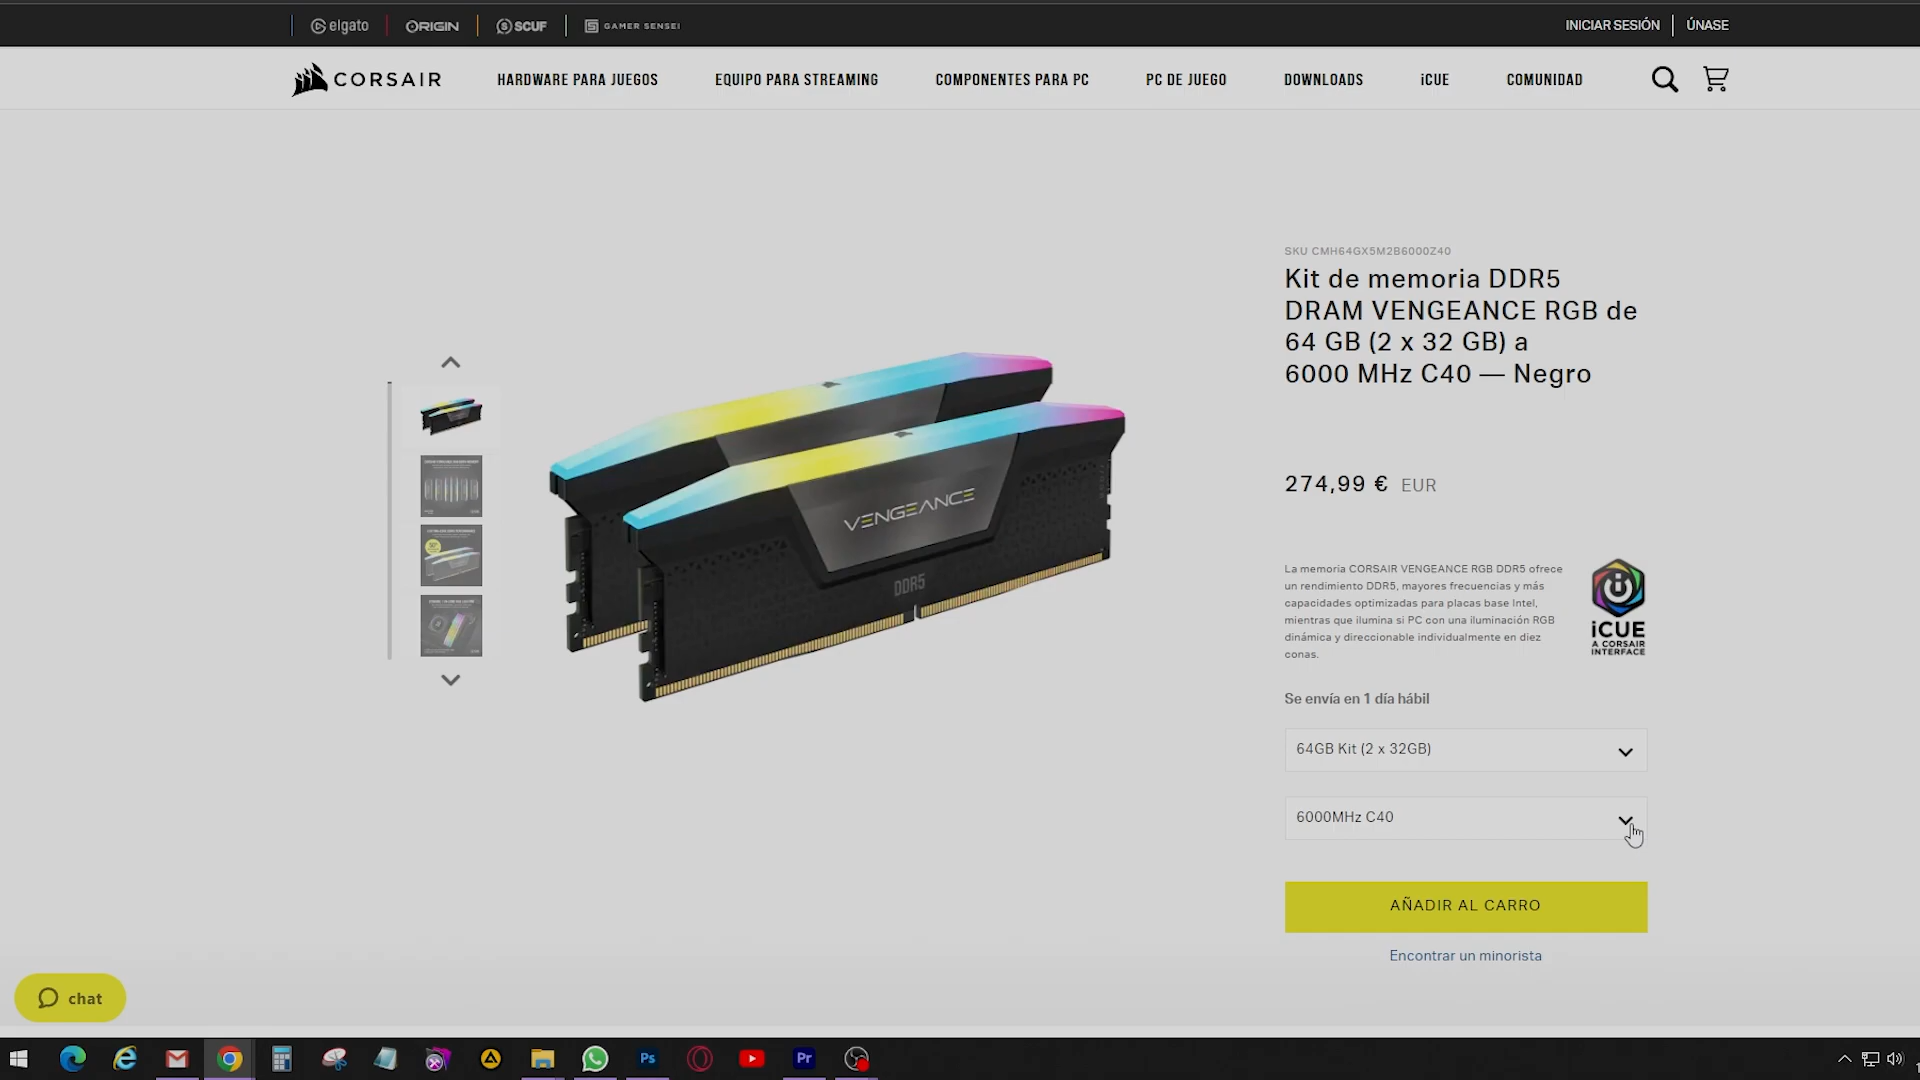 elgato
ORIGIN
SCUF
GAMER SENSEI
INICIAR SESIÓN
ÚNASE
CORSAIR
HARDWARE PARA JUEGOS
EQUIPO PARA STREAMING
COMPONENTES PARA PC
PC DE JUEGO
DOWNLOADS
iCUE
COMUNIDAD
SKU CMH64GX5M2B6000Z40
Kit de memoria DDR5
DRAM VENGEANCE RGB de
64 GB (2 x 32 GB) a
6000 MHz C40 — Negro
274,99 € EUR
VENGEANCE
DDR5
La memoria CORSAIR VENGEANCE RGB DDR5 ofrece
un rendimiento DDR5, mayores frecuencias y más
capacidades optimizadas para placas base Intel,
mientras que ilumina si PC con una iluminación RGB
dinámica y direccionable individualmente en diez
conas.
iCUE
A CORSAIR
INTERFACE
Se envía en 1 día hábil
64GB Kit (2 x 32GB)
6000MHz C40
AÑADIR AL CARRO
Encontrar un minorista
chat
Ps
Pr